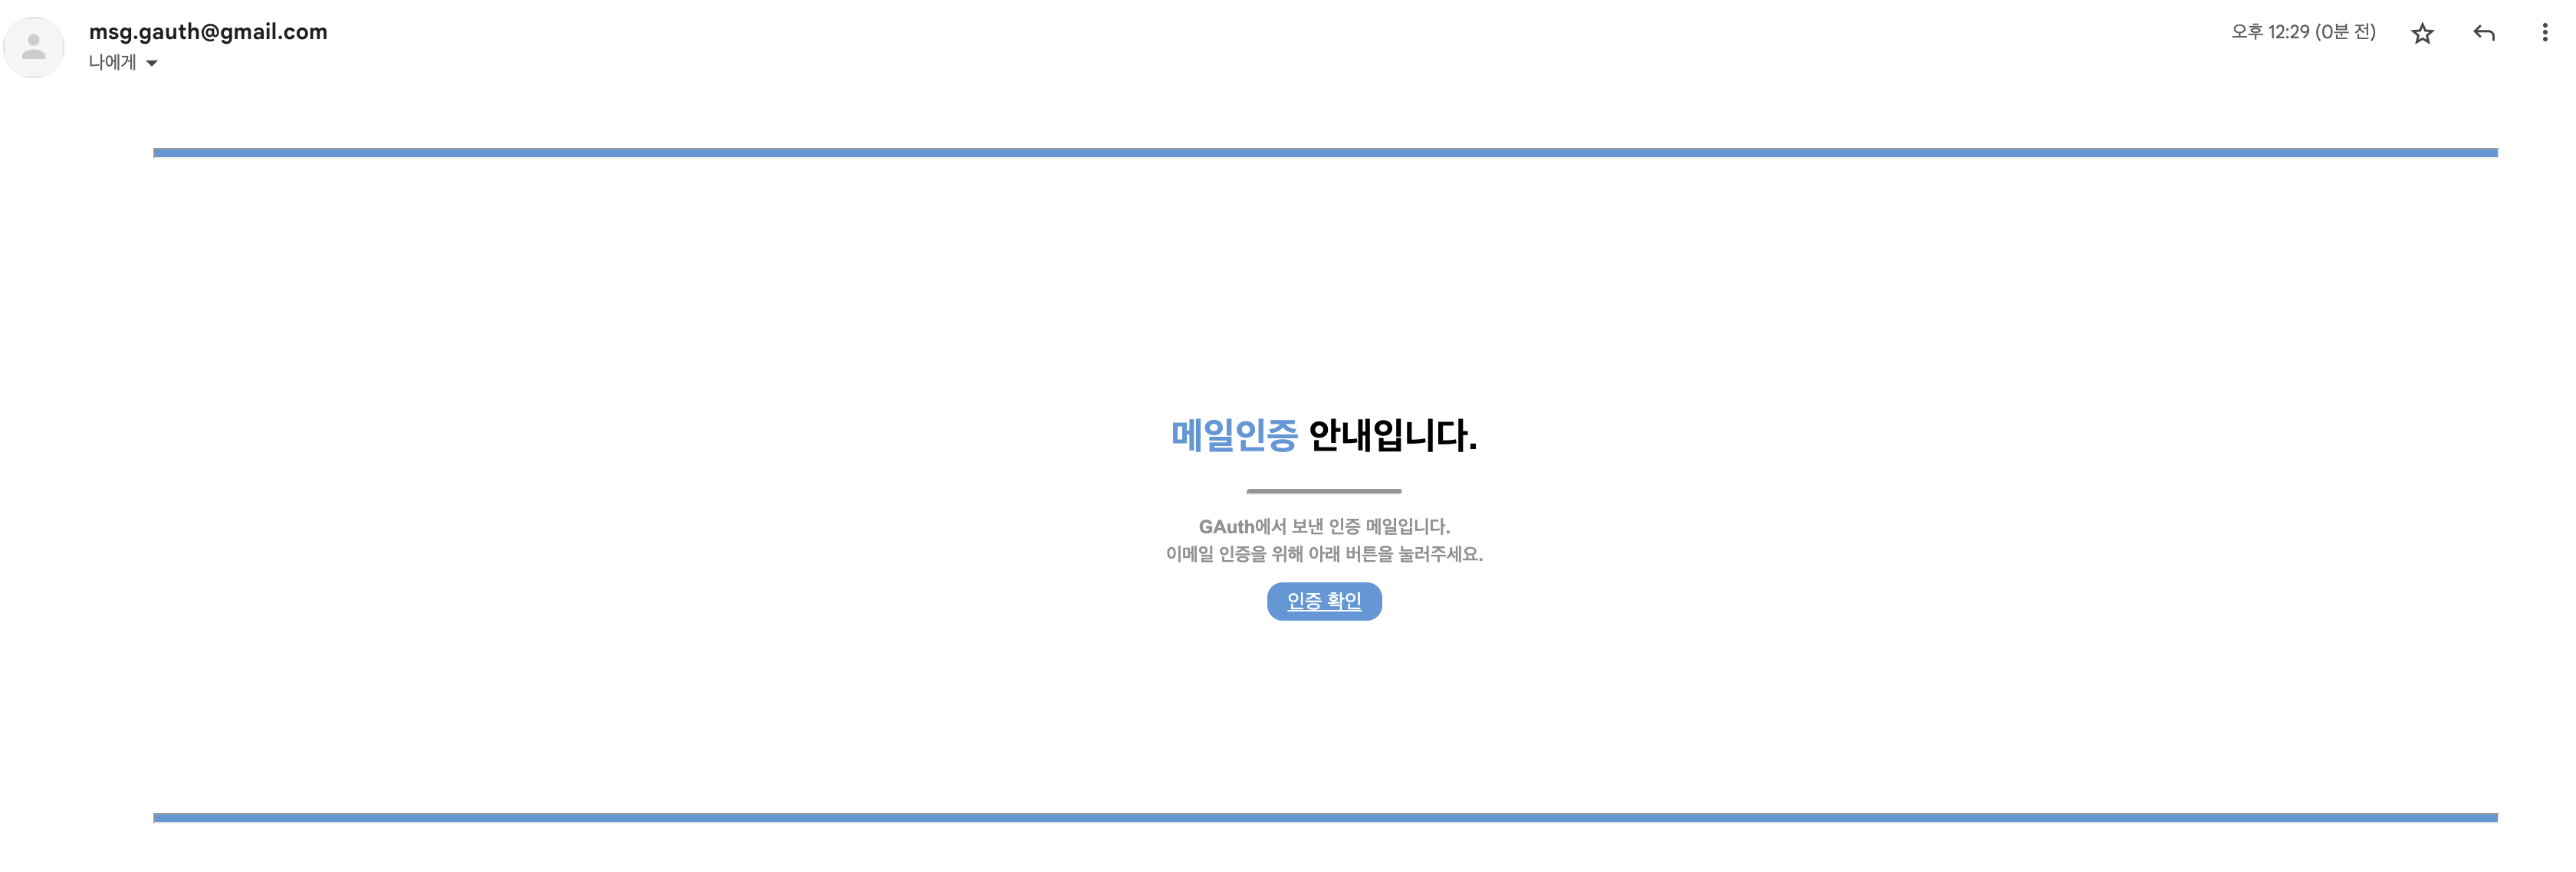 msg.gauth@gmail.com
오후 12:29 (0분 전)
나에게
메일인증 안내입니다.
GAuth에서 보낸 인증 메일입니다.
이메일 인증을 위해 아래 버튼을 눌러주세요.
인증 확인